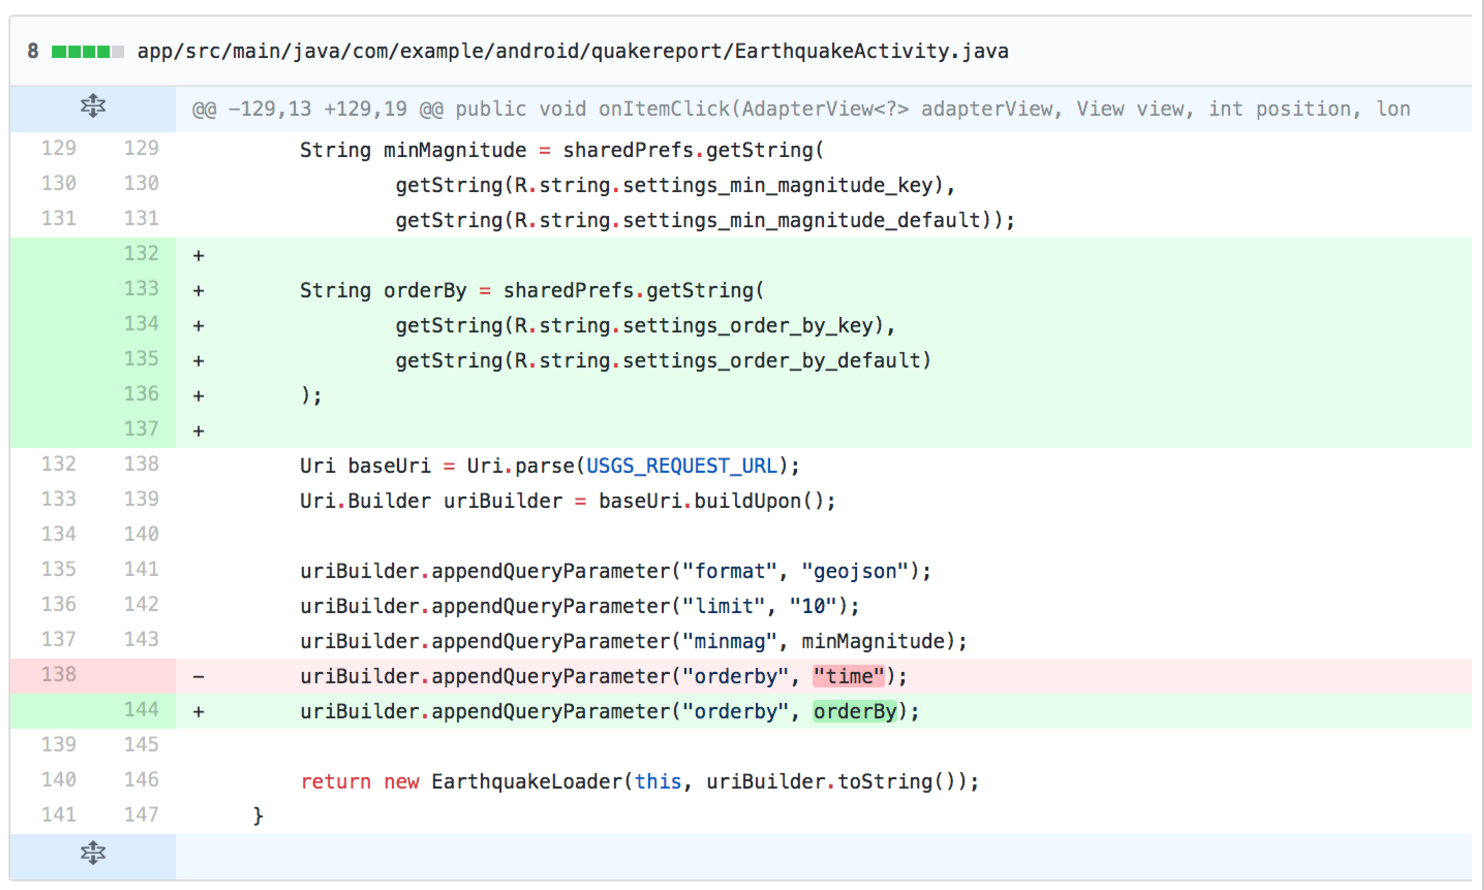 8 app/src/main/java/com/example/android/quakereport/EarthquakeActivity.java
@@ -129,13 +129,19 @@ public void onItemClick(AdapterView<?> adapterView, View view, int position, lon
129 129 String minMagnitude = sharedPrefs.getString(
130 130 getString(R.string.settings_min_magnitude_key),
131 131 getString(R.string.settings_min_magnitude_default));
132 +
133 + String orderBy = sharedPrefs.getString(
134 + getString(R.string.settings_order_by_key),
135 + getString(R.string.settings_order_by_default)
136 + );
137 +
132 138 Uri baseUri = Uri.parse(USGS_REQUEST_URL);
133 139 Uri.Builder uriBuilder = baseUri.buildUpon();
134 140
135 141 uriBuilder.appendQueryParameter("format", "geojson");
136 142 uriBuilder.appendQueryParameter("limit", "10");
137 143 uriBuilder.appendQueryParameter("minmag", minMagnitude);
138 - uriBuilder.appendQueryParameter("orderby", "time");
144 + uriBuilder.appendQueryParameter("orderby", orderBy);
139 145
140 146 return new EarthquakeLoader(this, uriBuilder.toString());
141 147 }